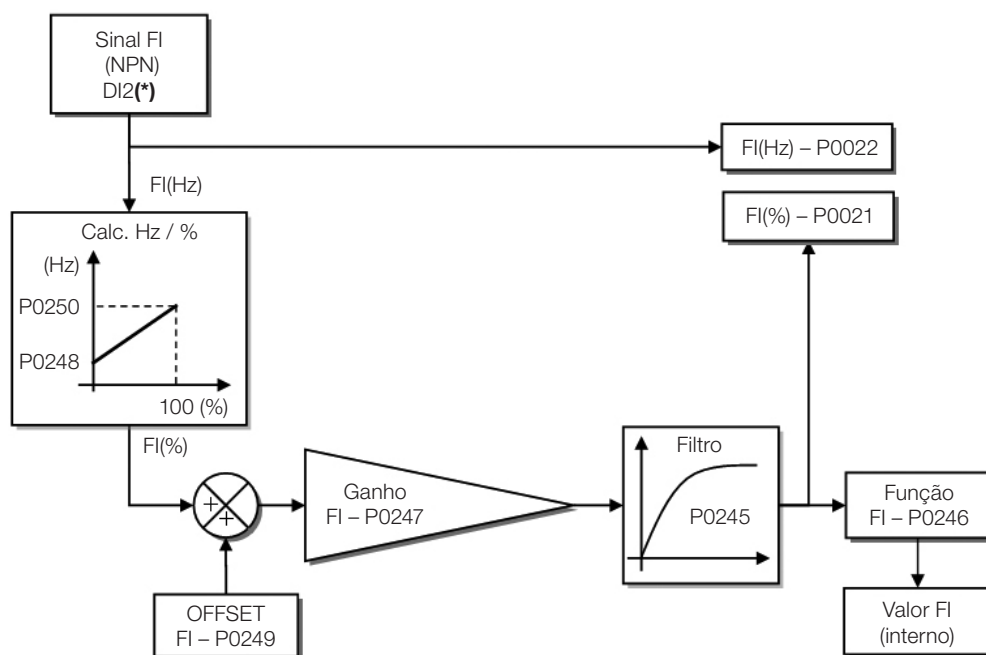 Sinal FI
(NPN)
DI2(*)
FI(Hz) – P0022
FI(Hz)
FI(%) – P0021
Calc. Hz / %
(Hz)
P0250
P0248
100 (%)
FI(%)
+
+
Ganho
FI – P0247
Filtro
P0245
Função
FI – P0246
OFFSET
FI – P0249
Valor FI
(interno)